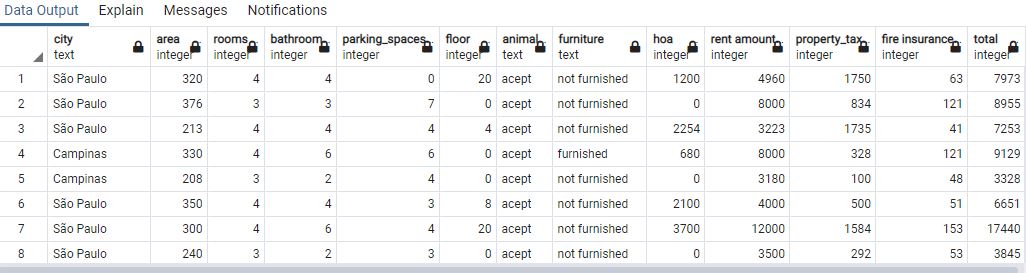 Data Output Explain Messages Notifications
city area rooms bathroom parking_spaces floor animal furniture hoa rent amount property_tax fire insurance total
text integer integer integer integer integer text text integer integer integer integer integer
1 São Paulo 320 4 4 0 20 acept not furnished 1200 4960 1750 63 7973
2 São Paulo 376 3 3 7 0 acept not furnished 0 8000 834 121 8955
3 São Paulo 213 4 4 4 4 acept not furnished 2254 3223 1735 41 7253
4 Campinas 330 4 6 6 0 acept furnished 680 8000 328 121 9129
5 Campinas 208 3 2 4 0 acept not furnished 0 3180 100 48 3328
6 São Paulo 350 4 4 3 8 acept not furnished 2100 4000 500 51 6651
7 São Paulo 300 4 6 4 20 acept not furnished 3700 12000 1584 153 17440
8 São Paulo 240 3 2 3 0 acept not furnished 0 3500 292 53 3845